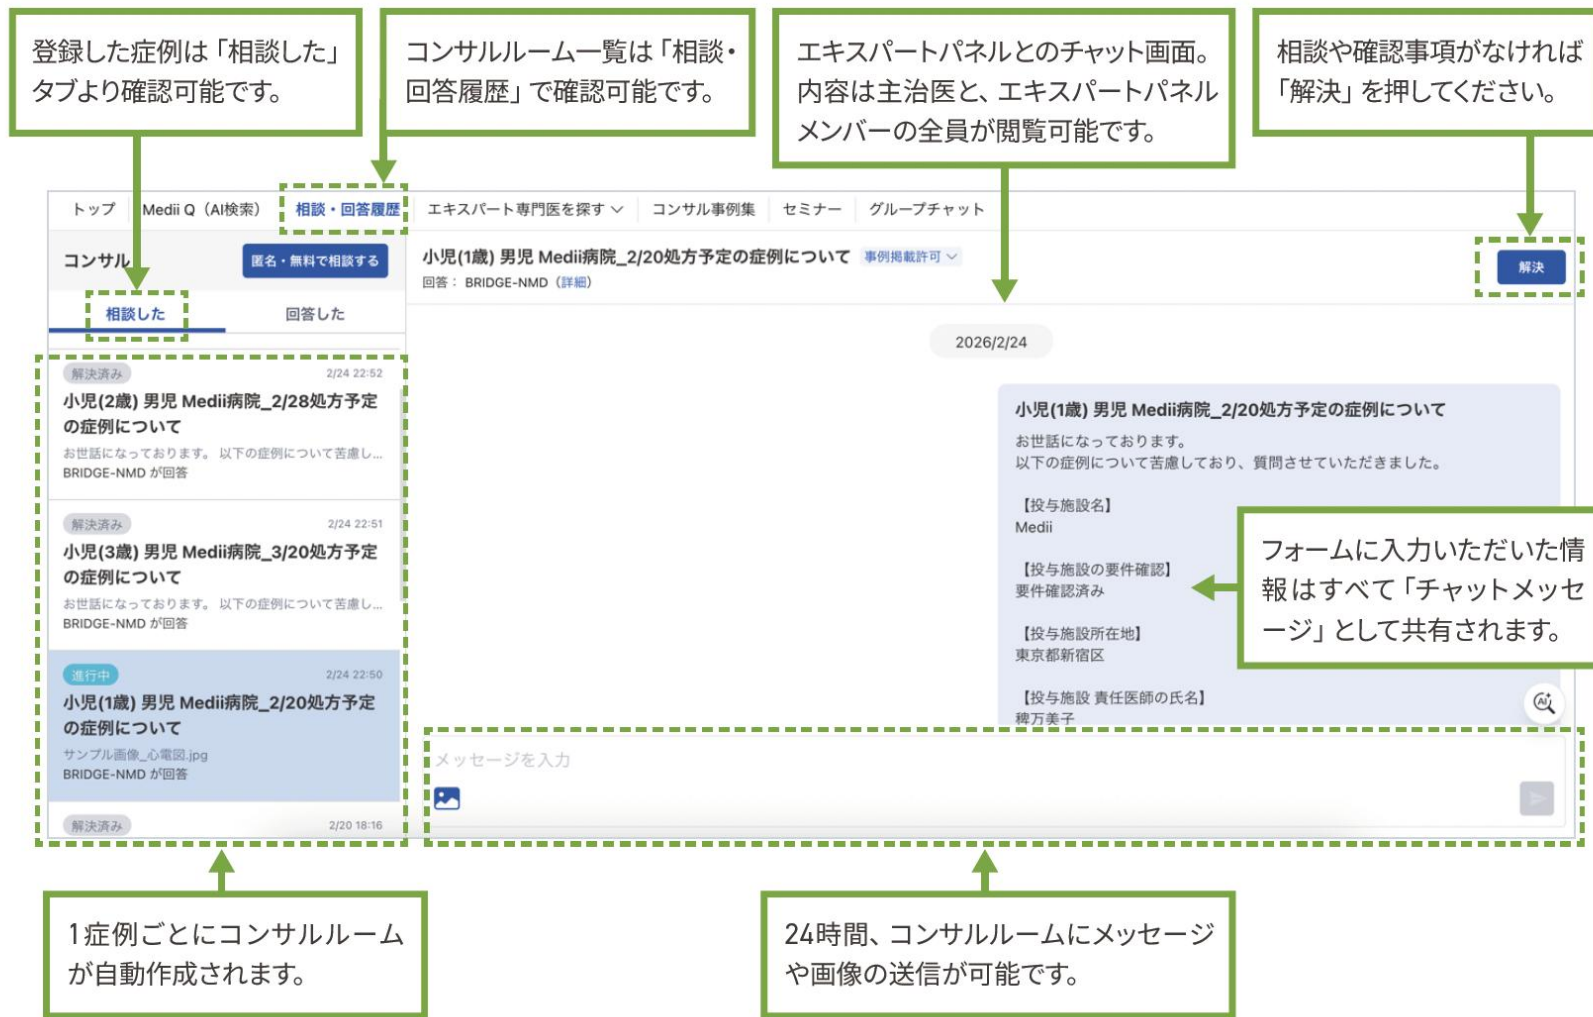 登録した症例は「相談した」
タブより確認可能です。
コンサルルーム一覧は「相談・
回答履歴」で確認可能です。
エキスパートパネルとのチャット画面。
内容は主治医と、エキスパートパネル
メンバーの全員が閲覧可能です。
相談や確認事項がなければ
「解決」を押してください。
トップ Medii Q（AI検索） 相談・回答履歴 エキスパート専門医を探す コンサル事例集 セミナー グループチャット
コンサル 匿名・無料で相談する
相談した 回答した
解決済み 2/24 22:52
小児(2歳) 男児 Medii病院_2/28処方予定
の症例について
お世話になっております。 以下の症例について苦慮し...
BRIDGE-NMD が回答
解決済み 2/24 22:51
小児(3歳) 男児 Medii病院_3/20処方予定
の症例について
お世話になっております。 以下の症例について苦慮し...
BRIDGE-NMD が回答
進行中 2/24 22:50
小児(1歳) 男児 Medii病院_2/20処方予定
の症例について
サンプル画像_心電図.jpg
BRIDGE-NMD が回答
解決済み 2/20 18:16
小児(1歳) 男児 Medii病院_2/20処方予定の症例について 事例掲載許可
回答： BRIDGE-NMD（詳細）
解決
2026/2/24
小児(1歳) 男児 Medii病院_2/20処方予定の症例について
お世話になっております。
以下の症例について苦慮しており、質問させていただきました。
【投与施設名】
Medii
【投与施設の要件確認】
要件確認済み
【投与施設所在地】
東京都新宿区
【投与施設 責任医師の氏名】
稗万美子
AI
フォームに入力いただいた情
報はすべて「チャットメッセ
ージ」として共有されます。
メッセージを入力
1症例ごとにコンサルルーム
が自動作成されます。
24時間、コンサルルームにメッセージ
や画像の送信が可能です。